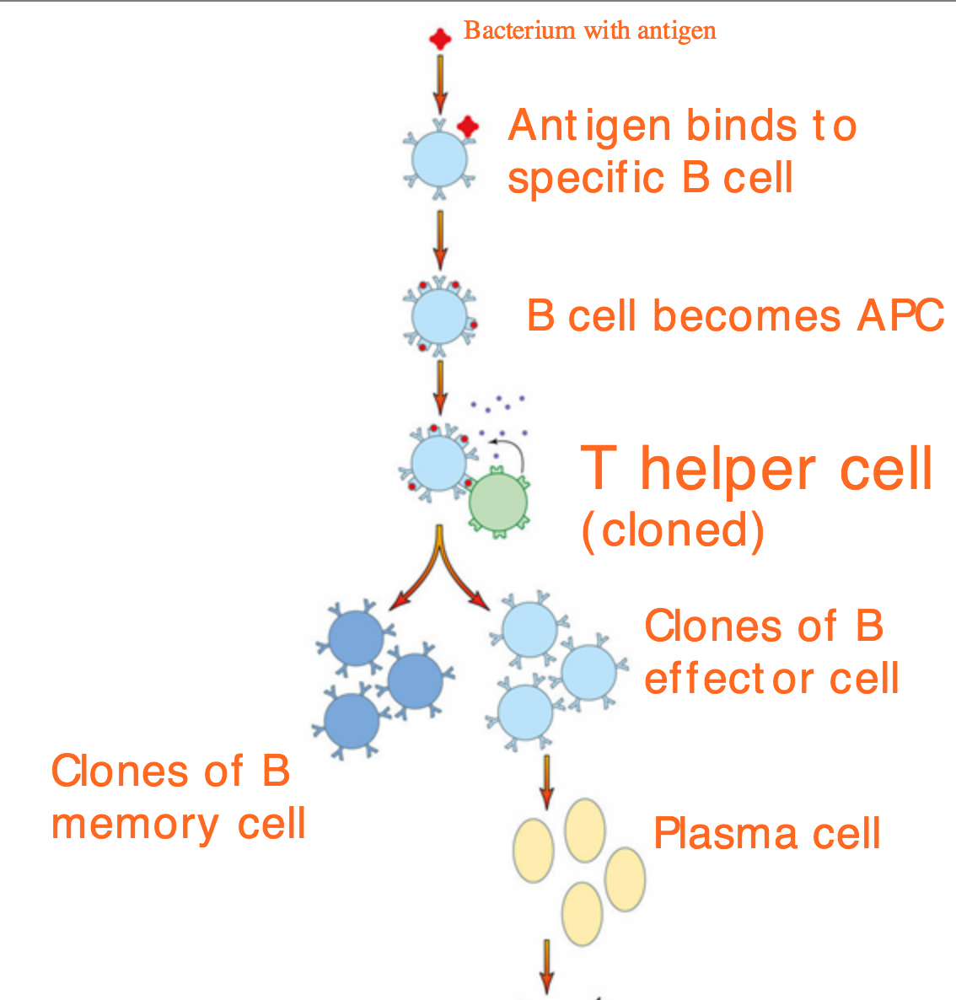 Bacterium with antigen
Antigen binds to
specific B cell
B cell becomes APC
T helper cell
(cloned)
Clones of B
effector cell
Clones of B
memory cell
Plasma cell